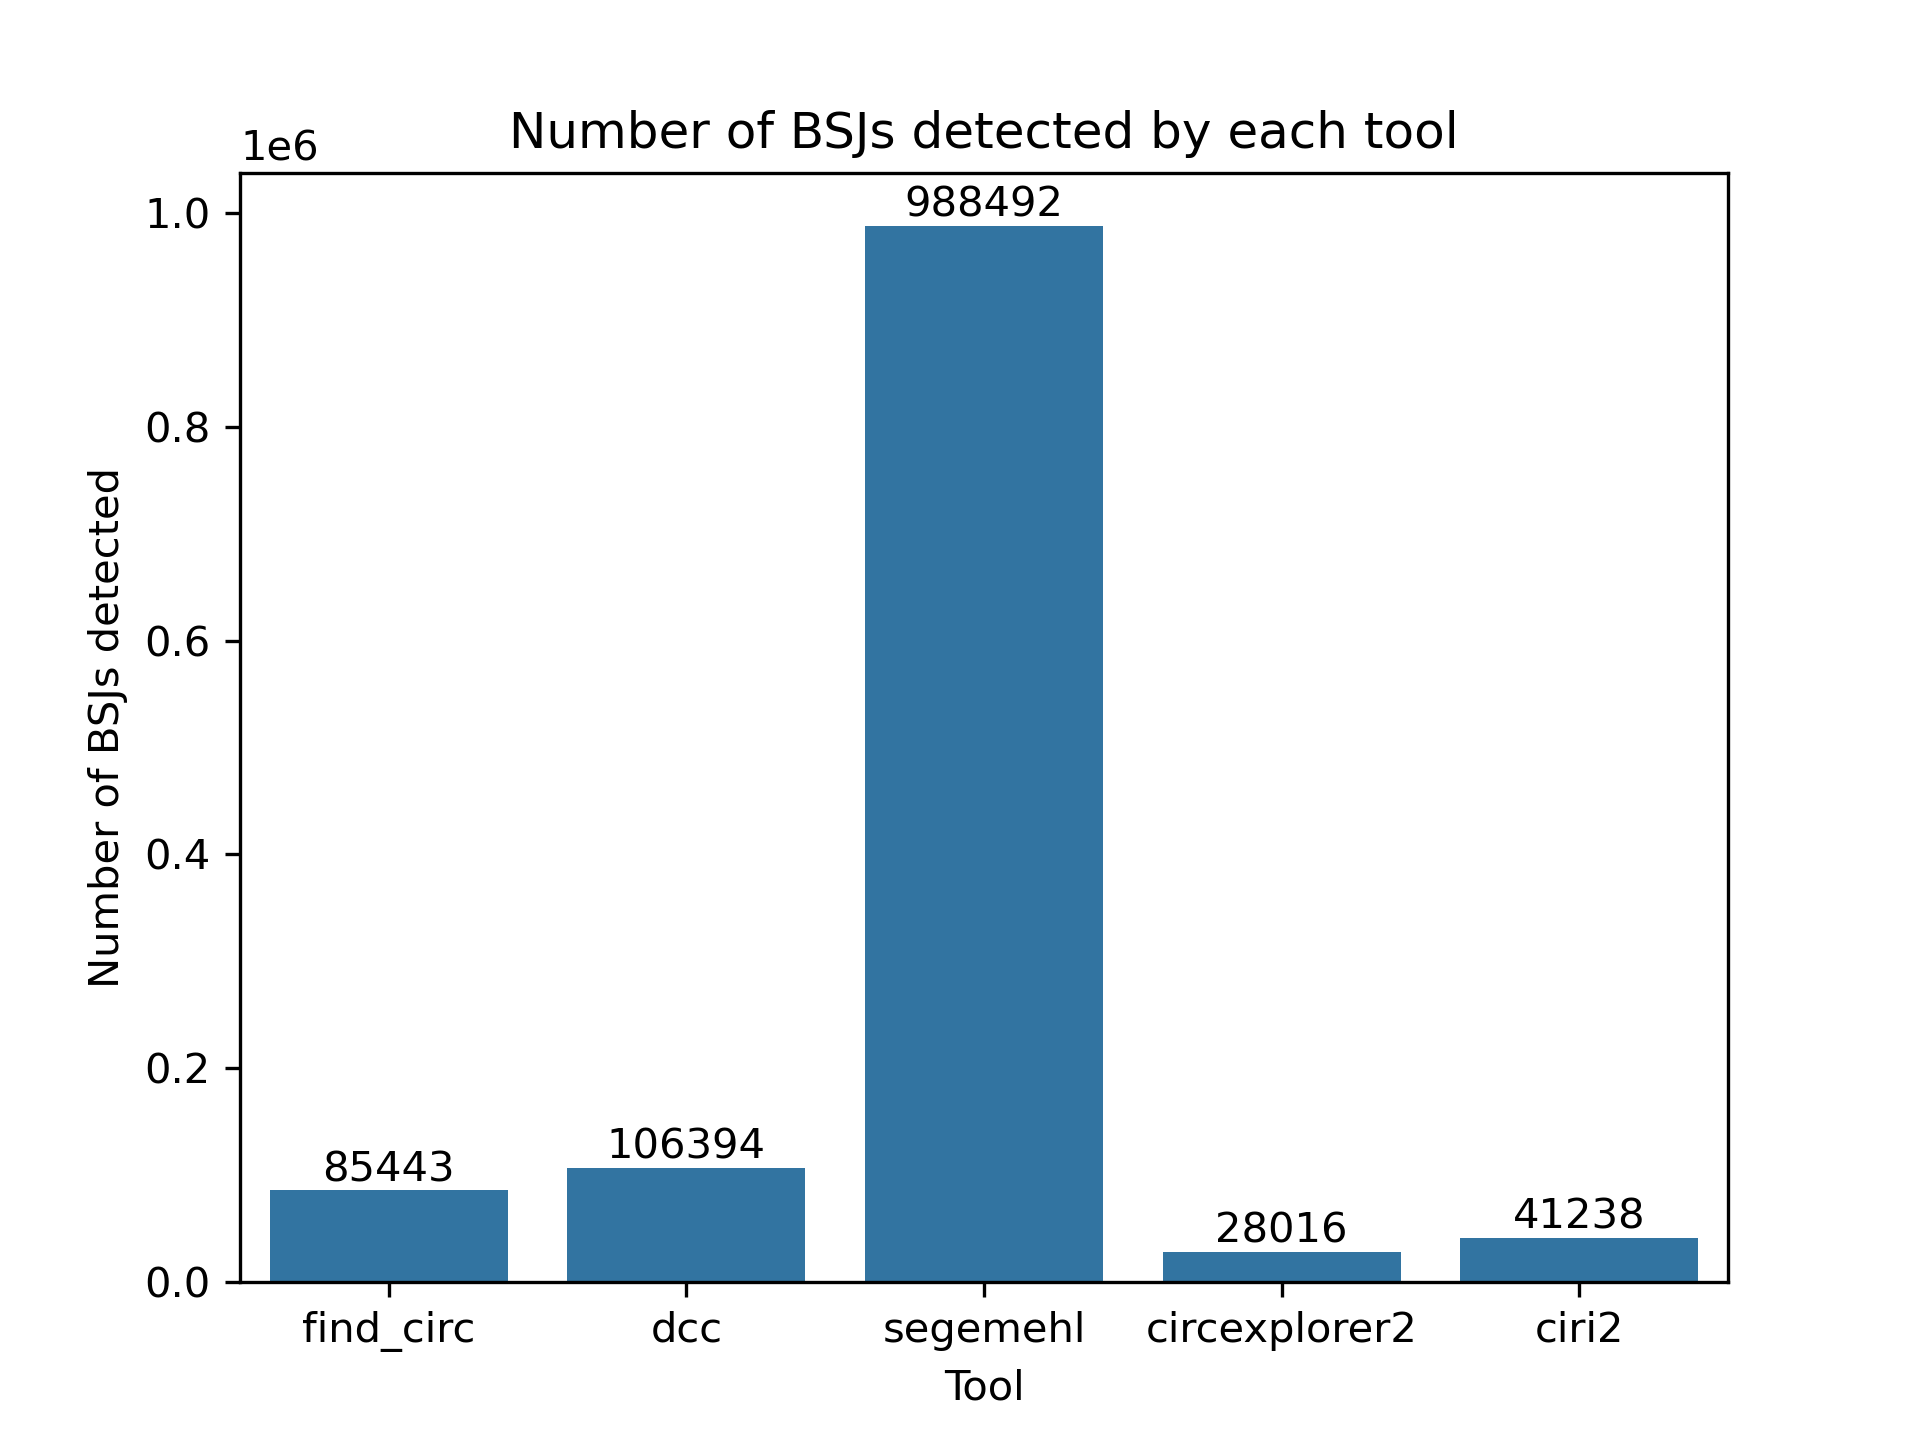 Number of BSJs detected by each tool
1e6
1.0
0.8
0.6
0.4
0.2
0.0
Number of BSJs detected
85443
106394
988492
28016
41238
find_circ
dcc
segemehl
circexplorer2
ciri2
Tool